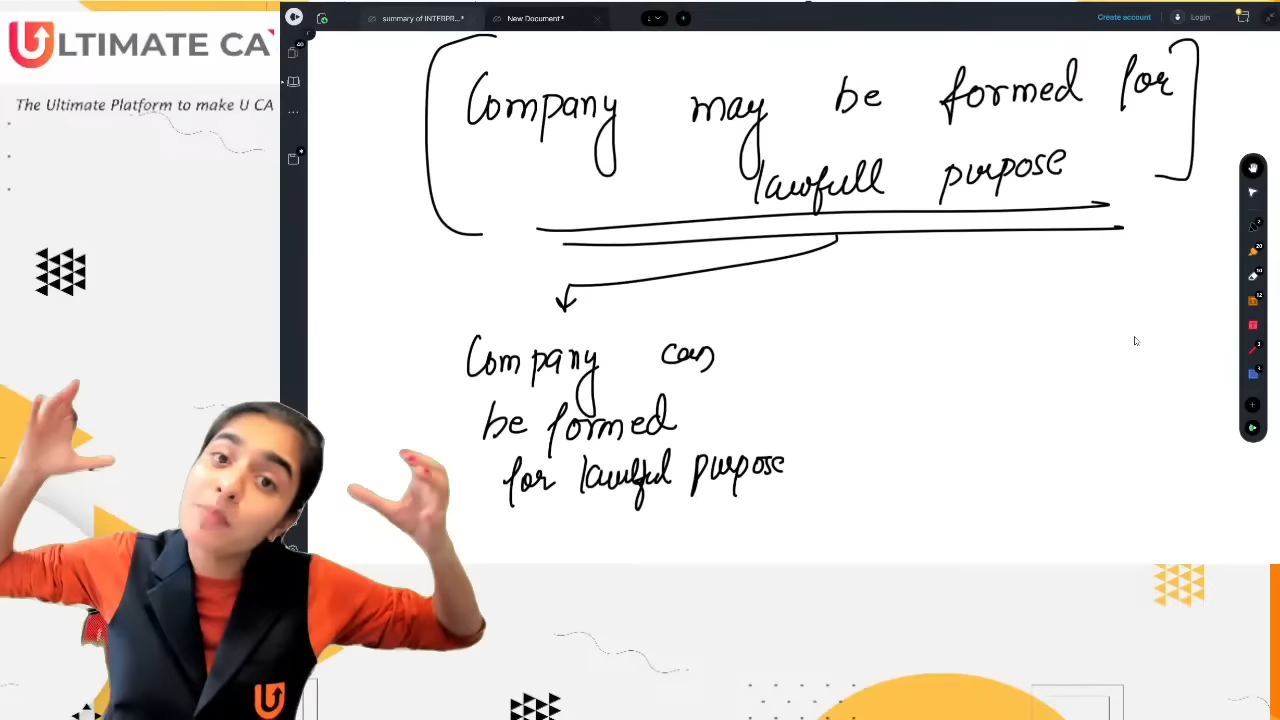 ULTIMATE CA
The Ultimate Platform to make U CA
summary of INTERPR...*
New Document*
Create account
Login
Company may be formed for
lawfull purpose
Company can
be formed
for lawful purpose